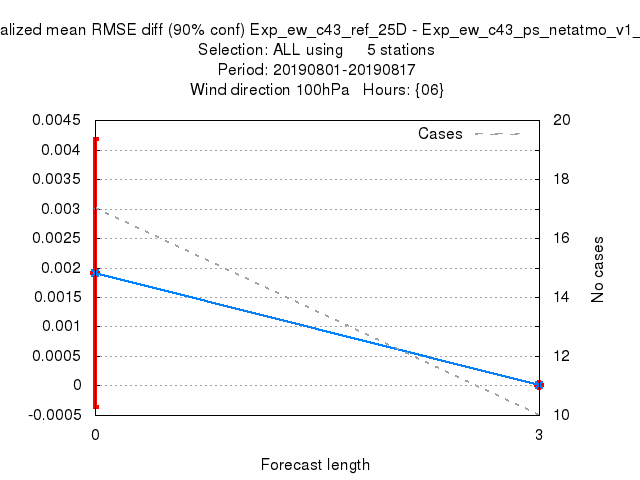 alized mean RMSE diff (90% conf) Exp_ew_c43_ref_25D - Exp_ew_c43_ps_netatmo_v1_
Selection: ALL using 5 stations
Period: 20190801-20190817
Wind direction 100hPa Hours: {06}
Cases
0.0045
0.004
0.0035
0.003
0.0025
0.002
0.0015
0.001
0.0005
0
-0.0005
20
18
16
14
12
10
No cases
0
3
Forecast length